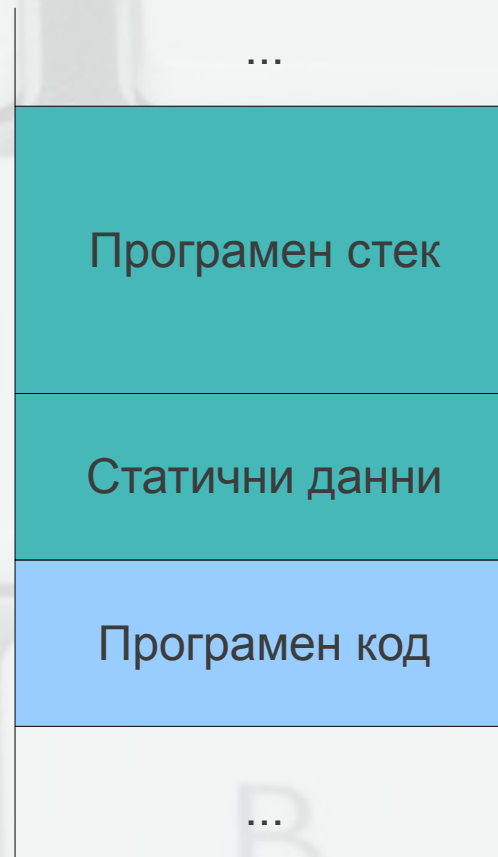 ...
Програмен стек
Статични данни
Програмен код
B
...